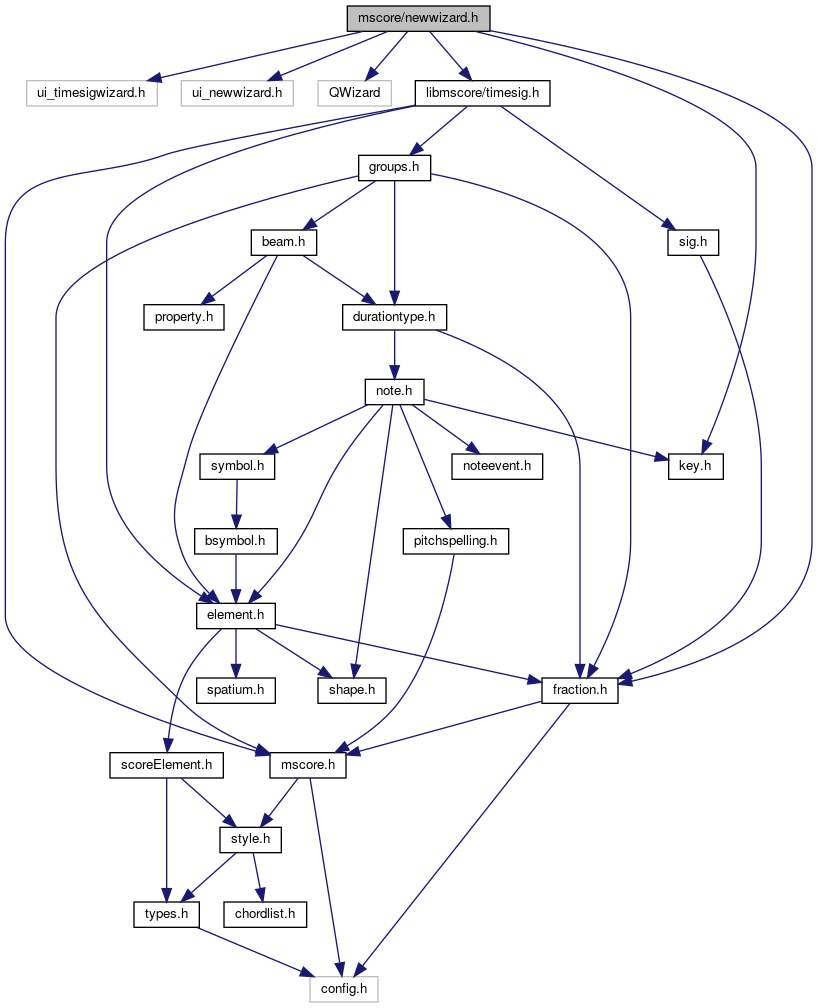 mscore/newwizard.h
ui_timesigwizard.h
ui_newwizard.h
QWizard
libmscore/timesig.h
groups.h
beam.h
sig.h
property.h
durationtype.h
note.h
symbol.h
noteevent.h
key.h
bsymbol.h
pitchspelling.h
element.h
spatium.h
shape.h
fraction.h
scoreElement.h
mscore.h
style.h
types.h
chordlist.h
config.h